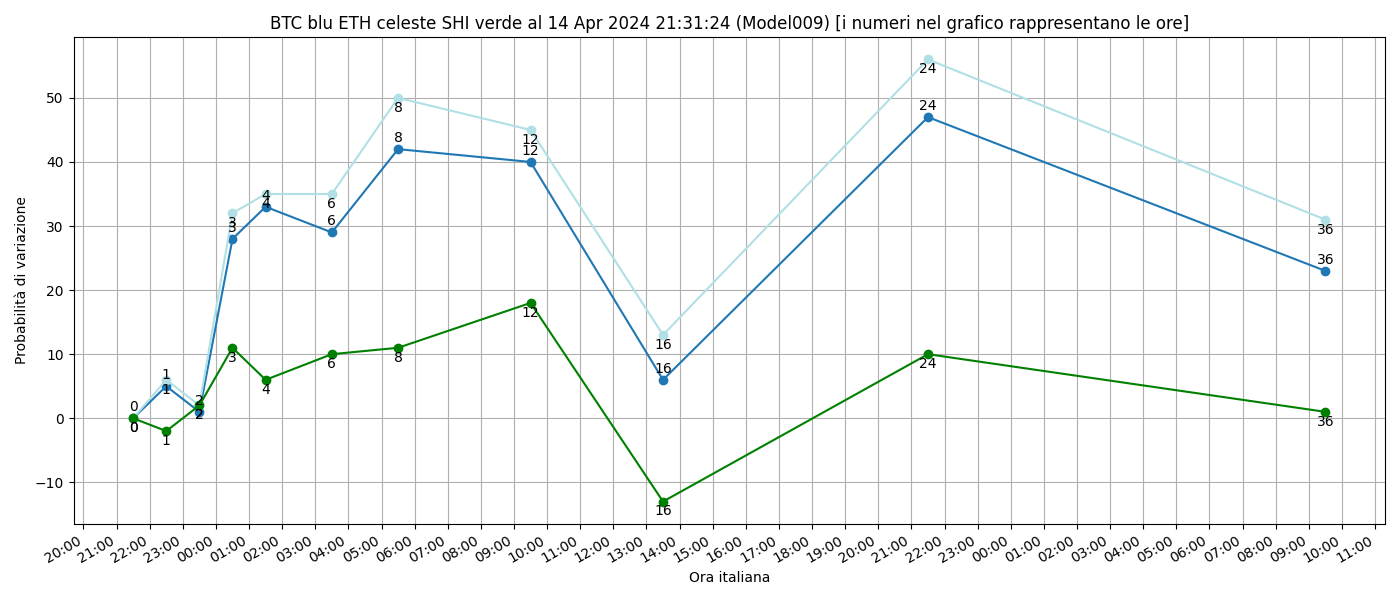 BTC blu ETH celeste SHI verde al 14 Apr 2024 21:31:24 (Model009) [i numeri nel grafico rappresentano le ore]
Probabilità di variazione
50
40
30
20
10
0
−10
0 1 2 3 4 6 8 12 16 24 36
0 1 2 3 4 6 8 12 16 24 36
0 1 2 3 4 6 8 12 16 24 36
20:00 21:00 22:00 23:00 00:00 01:00 02:00 03:00 04:00 05:00 06:00 07:00 08:00 09:00 10:00 11:00 12:00 13:00 14:00 15:00 16:00 17:00 18:00 19:00 20:00 21:00 22:00 23:00 00:00 01:00 02:00 03:00 04:00 05:00 06:00 07:00 08:00 09:00 10:00 11:00
Ora italiana